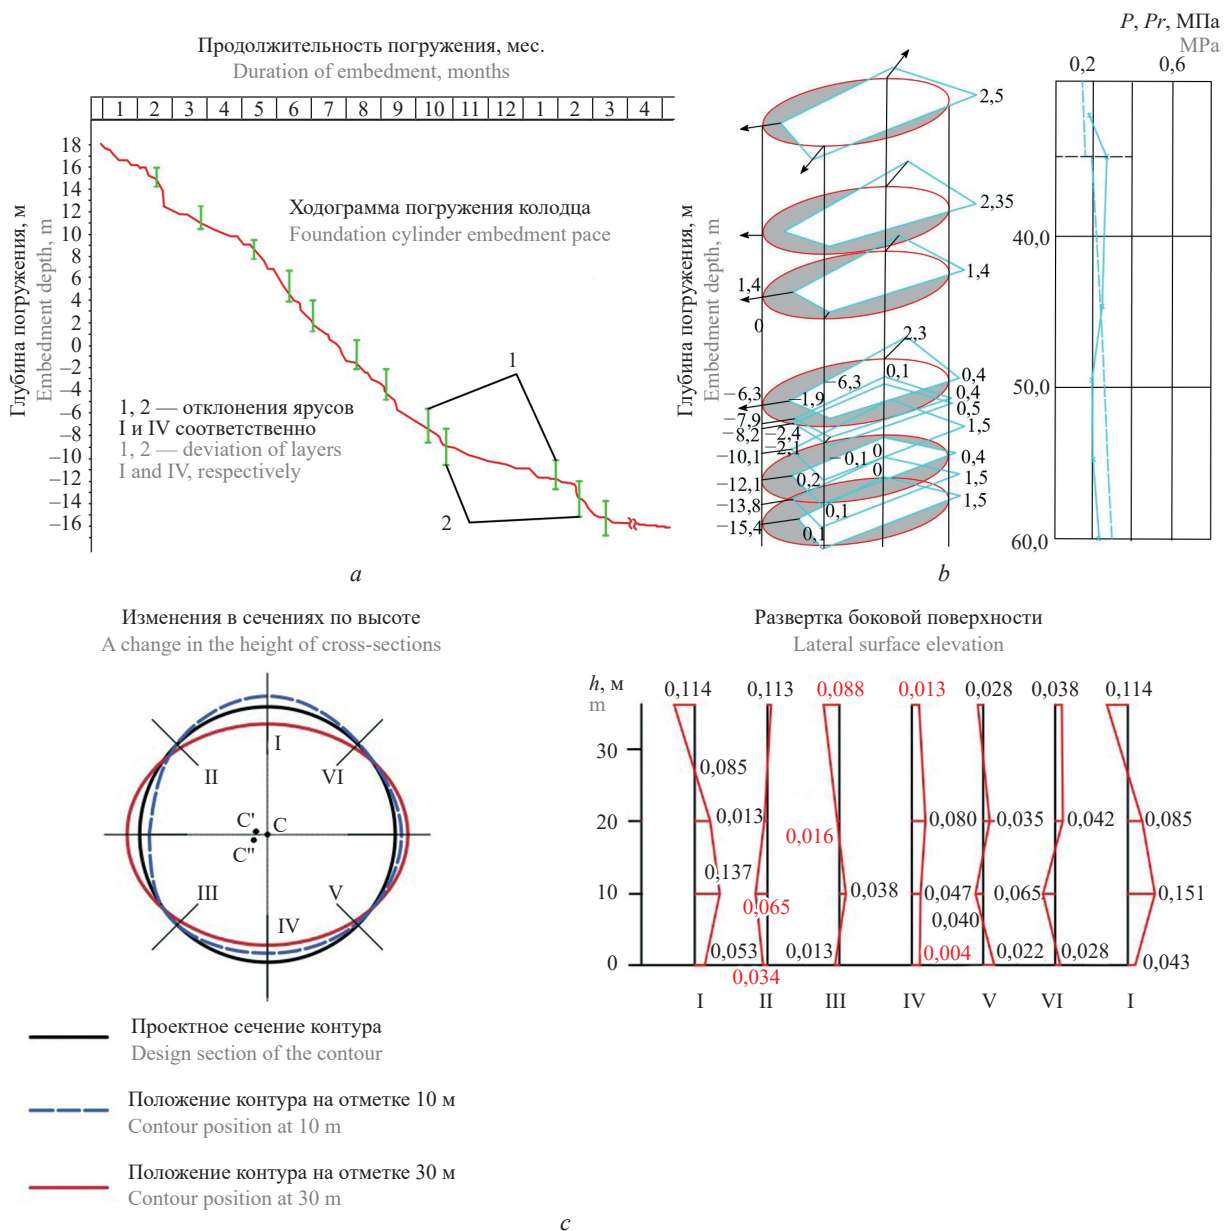 Продолжительность погружения, мес.
Duration of embedment, months
1 2 3 4 5 6 7 8 9 10 11 12 1 2 3 4
Глубина погружения, м
Embedment depth, m
18
16
14
12
10
8
6
4
2
0
−2
−4
−6
−8
−10
−12
−14
−16
Ходограмма погружения колодца
Foundation cylinder embedment pace
1, 2 — отклонения ярусов
I и IV соответственно
1, 2 — deviation of layers
I and IV, respectively
1
2
a
Глубина погружения, м
Embedment depth, m
2,5
2,35
1,4
1,4
0
2,3
0,1
−6,3
−6,3
−1,9
0,4
0,4
0,5
−7,9
−8,2
−2,4
1,5
−10,1
−2,1
−0,1
0
0
0,4
−12,1
0,2
1,5
−13,8
0,1
1,5
−15,4
0,1
P, Pr, МПа
MPa
0,2 0,6
40,0
50,0
60,0
b
Изменения в сечениях по высоте
A change in the height of cross-sections
I
II
VI
C'
C
C''
III
V
IV
Проектное сечение контура
Design section of the contour
Положение контура на отметке 10 м
Contour position at 10 m
Положение контура на отметке 30 м
Contour position at 30 m
Развертка боковой поверхности
Lateral surface elevation
h, м
m
0,114 0,113 0,088 0,013 0,028 0,038 0,114
30
0,085
20
0,013 0,016 0,080 0,035 0,042 0,085
10
0,137 0,065 0,038 0,047 0,040 0,065 0,151
0
0,053 0,034 0,013 0,004 0,022 0,028 0,043
I II III IV V VI I
c